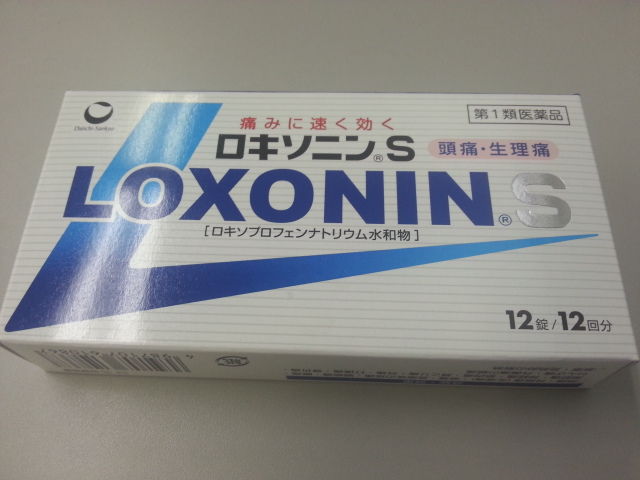 Daiichi-Sankyo
第1類医薬品
痛みに速く効く
ロキソニン®S
頭痛・生理痛
LOXONIN®S
[ロキソプロフェンナトリウム水和物]
12錠/12回分